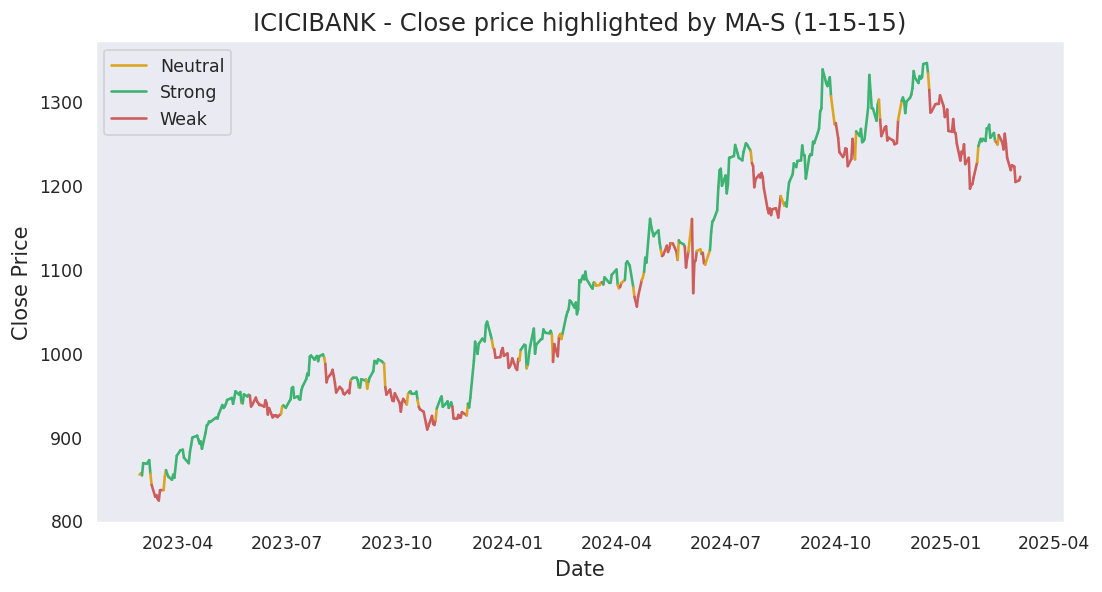 ICICIBANK - Close price highlighted by MA-S (1-15-15)
Neutral
Strong
Weak
Close Price
1300
1200
1100
1000
900
800
2023-04 2023-07 2023-10 2024-01 2024-04 2024-07 2024-10 2025-01 2025-04
Date